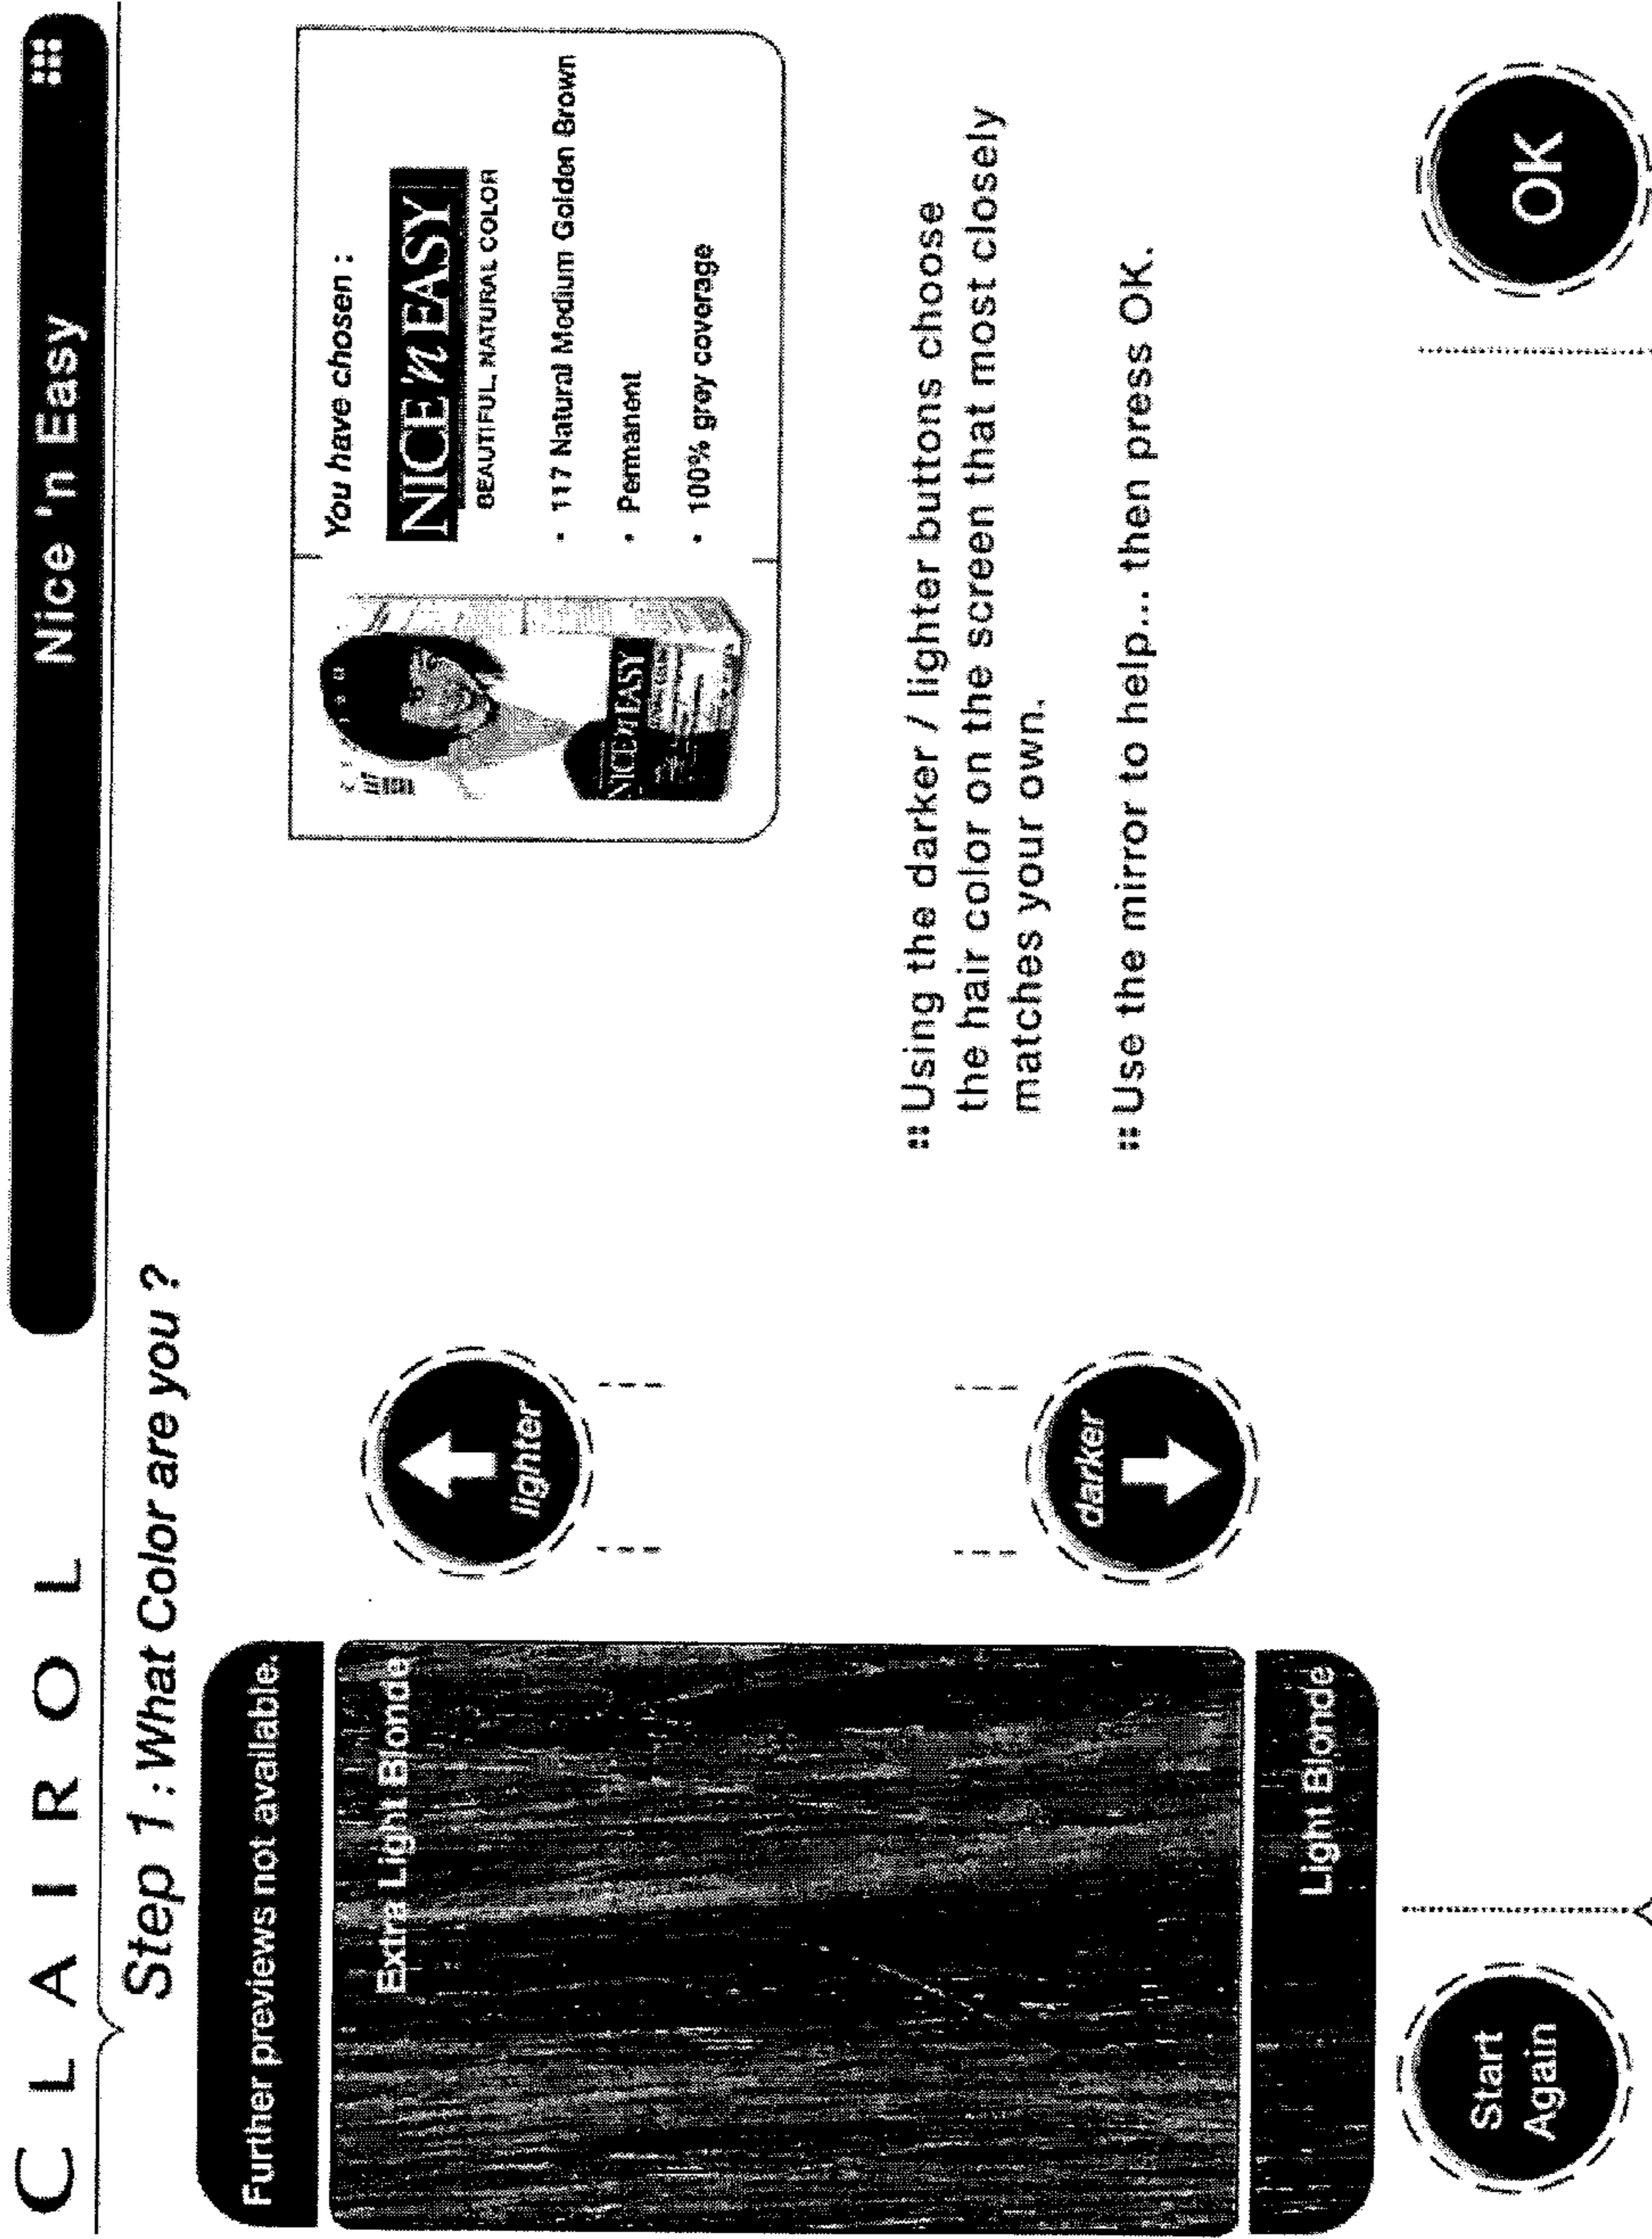 CLAIROL
Nice 'n Easy
Step 1 : What Color are you ?
Further previews not available.
Extra Light Blonde
Light Blonde
lighter
darker
You have chosen :
NICE 'n EASY
BEAUTIFUL, NATURAL COLOR
• 117 Natural Medium Golden Brown
• Permanent
• 100% grey coverage
NICE 'n EASY
Using the darker / lighter buttons choose
the hair color on the screen that most closely
matches your own.
Use the mirror to help... then press OK.
Start
Again
OK